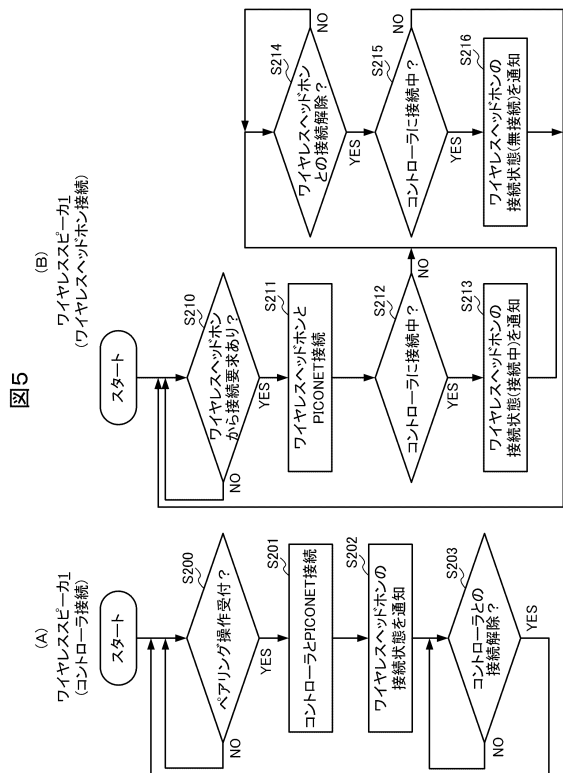 図5
(A)
ワイヤレススピーカ1
(コントローラ接続)
スタート
S200
ペアリング操作受付？
NO
YES
S201
コントローラとPICONET接続
S202
ワイヤレスヘッドホンの
接続状態を通知
S203
コントローラとの
接続解除？
NO
YES
(B)
ワイヤレススピーカ1
(ワイヤレスヘッドホン接続)
スタート
S210
ワイヤレスヘッドホン
から接続要求あり？
NO
YES
S211
ワイヤレスヘッドホンと
PICONET接続
S212
コントローラに接続中？
NO
YES
S213
ワイヤレスヘッドホンの
接続状態(接続中)を通知
S214
ワイヤレスヘッドホン
との接続解除？
NO
YES
S215
コントローラに接続中？
NO
YES
S216
ワイヤレスヘッドホンの
接続状態(無接続)を通知